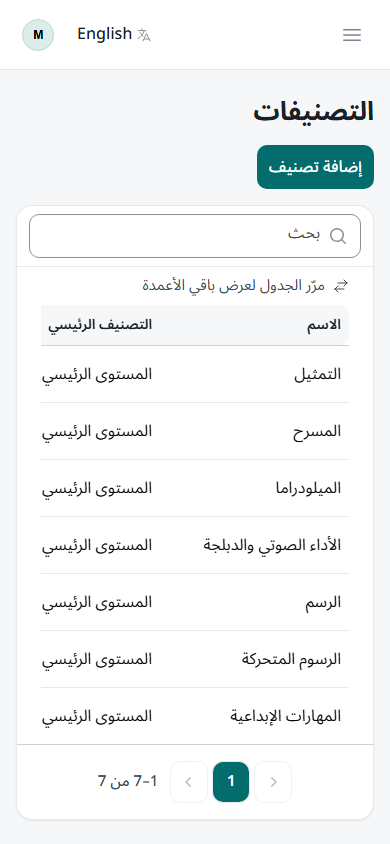 M
English
التصنيفات
إضافة تصنيف
بحث
مرّر الجدول لعرض باقي الأعمدة
الاسم التصنيف الرئيسي
التمثيل المستوى الرئيسي
المسرح المستوى الرئيسي
الميلودراما المستوى الرئيسي
الأداء الصوتي والدبلجة المستوى الرئيسي
الرسم المستوى الرئيسي
الرسوم المتحركة المستوى الرئيسي
المهارات الإبداعية المستوى الرئيسي
1
1–7 من 7